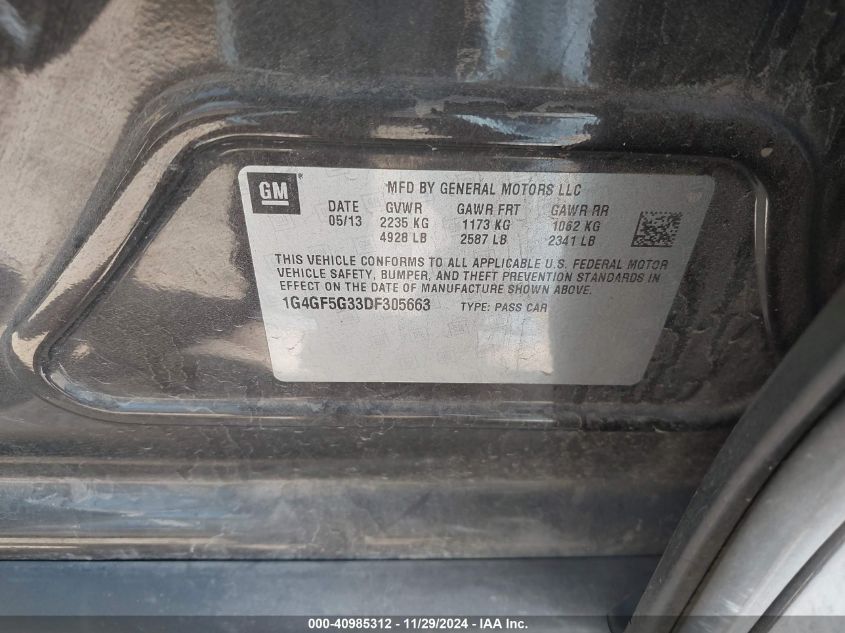 GM ®
MFD BY GENERAL MOTORS LLC
DATE GVWR GAWR FRT GAWR RR
05/13 2235 KG 1173 KG 1062 KG
4928 LB 2587 LB 2341 LB
THIS VEHICLE CONFORMS TO ALL APPLICABLE U.S. FEDERAL MOTOR
VEHICLE SAFETY, BUMPER, AND THEFT PREVENTION STANDARDS IN
EFFECT ON THE DATE OF MANUFACTURE SHOWN ABOVE.
1G4GF5G33DF305663 TYPE: PASS CAR
000-40985312 - 11/29/2024 - IAA Inc.